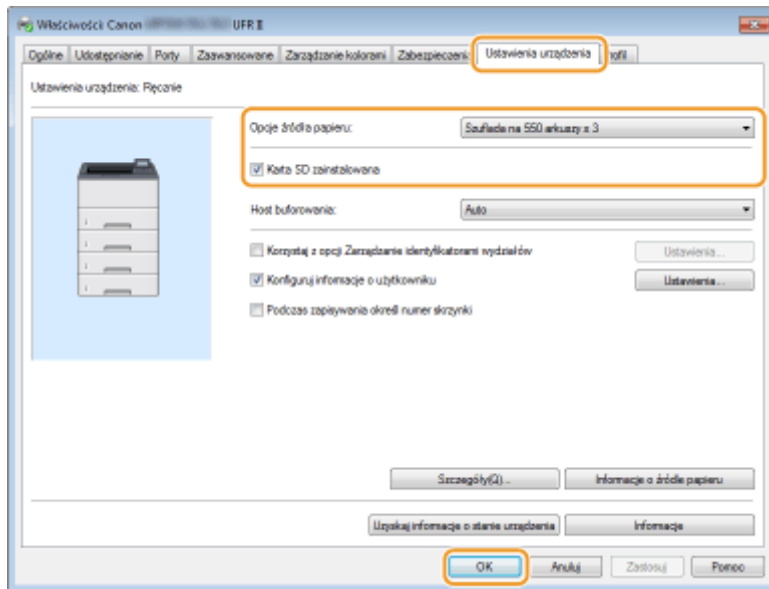 Właściwości: Canon UFR II
Ogólne Udostępnianie Porty Zaawansowane Zarządzanie kolorami Zabezpieczeni Ustawienia urządzenia rofil
Ustawienia urządzenia: Ręcznie
Opcje źródła papieru: Szuflada na 550 arkuszy x 3
Karta SD zainstalowana
Host buforowania: Auto
Korzystaj z opcji Zarządzanie identyfikatorami wydziałów Ustawienia...
Konfiguruj informacje o użytkowniku Ustawienia...
Podczas zapisywania określ numer skrzynki
Szczegóły(Q)... Informacje o źródle papieru
Uzyskaj informacje o stanie urządzenia Informacje
OK Anuluj Zastosuj Pomoc